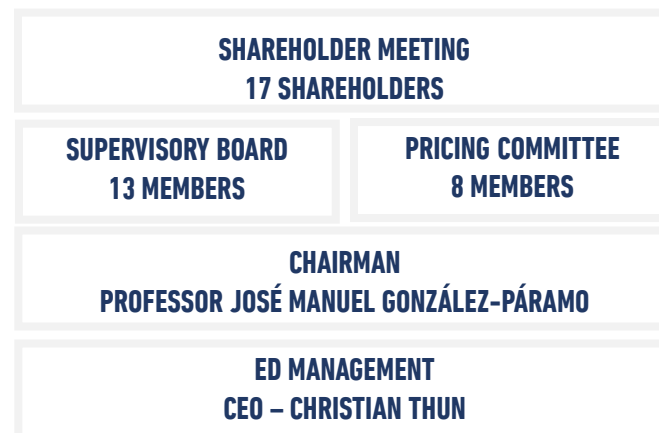 SHAREHOLDER MEETING
17 SHAREHOLDERS
SUPERVISORY BOARD
13 MEMBERS
PRICING COMMITTEE
8 MEMBERS
CHAIRMAN
PROFESSOR JOSÉ MANUEL GONZÁLEZ-PÁRAMO
ED MANAGEMENT
CEO – CHRISTIAN THUN